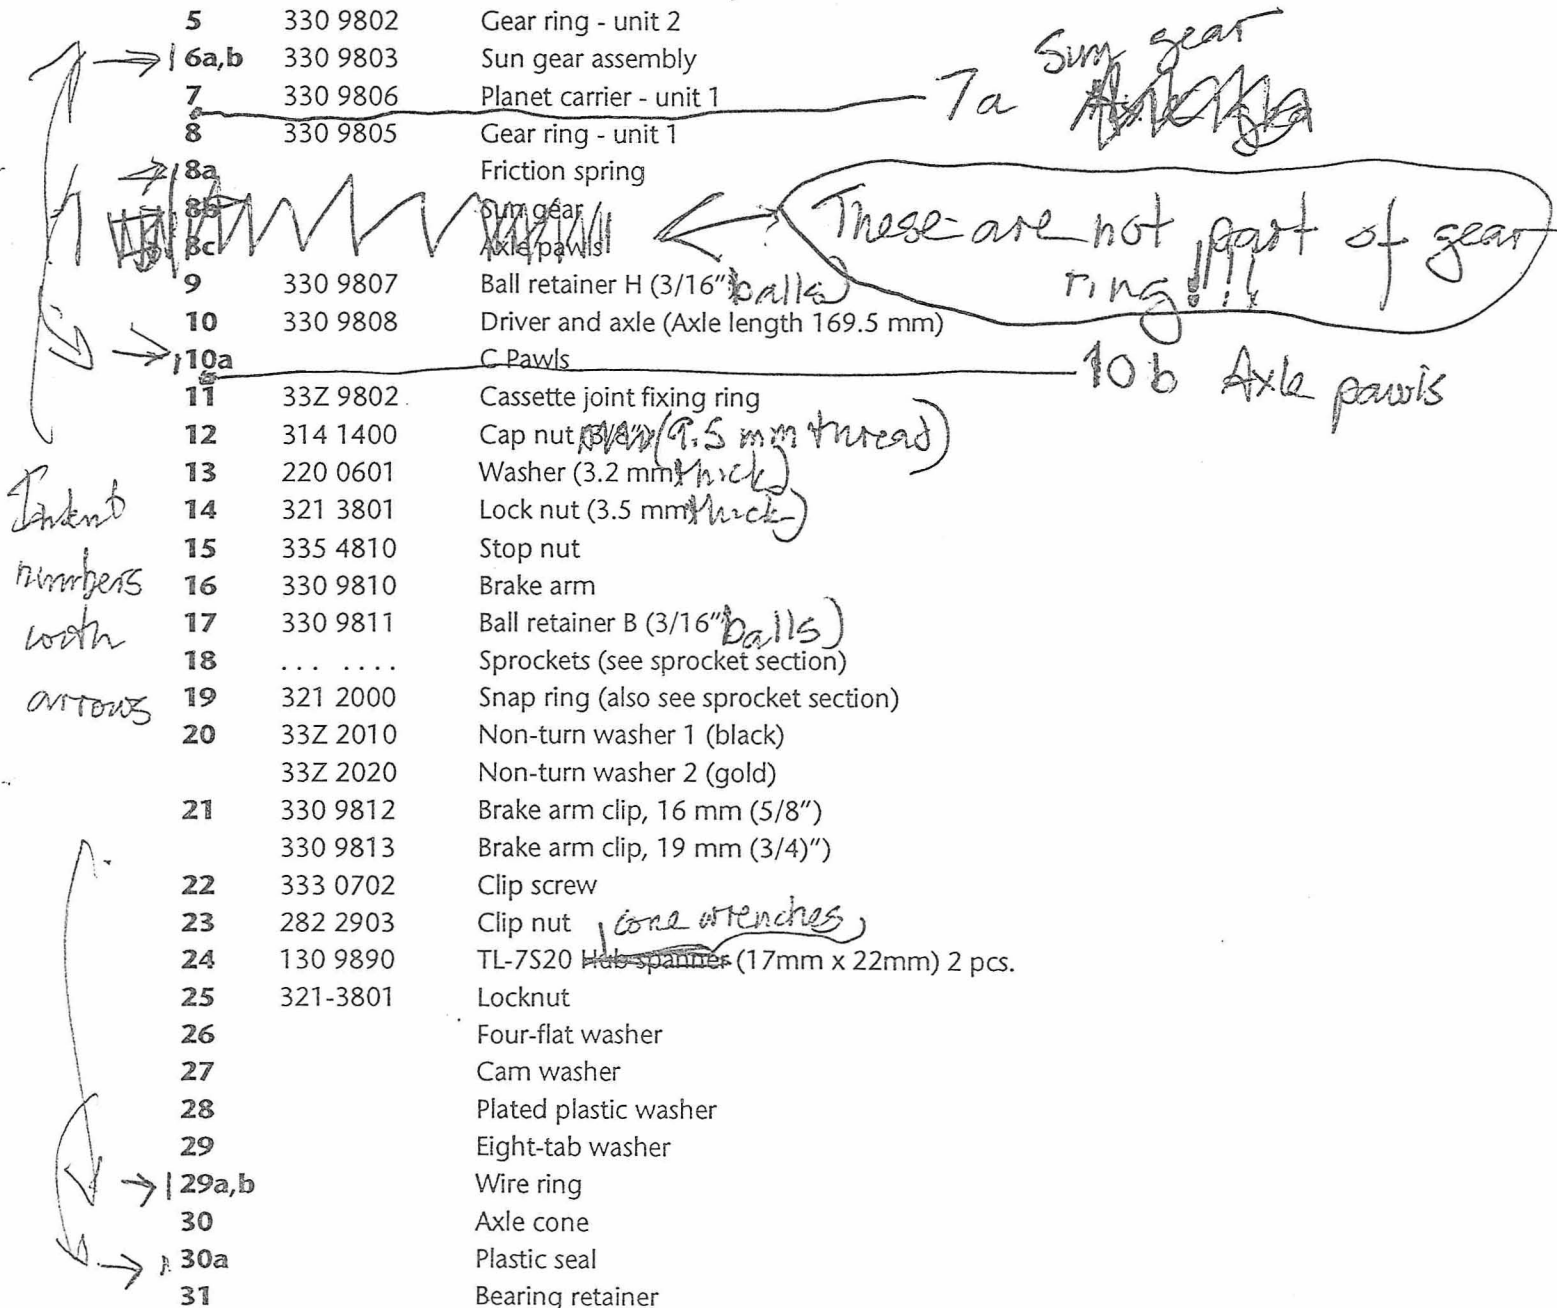 5 330 9802 Gear ring - unit 2
Sun gear
6a,b 330 9803 Sun gear assembly
7 330 9806 Planet carrier - unit 1 7a
8 330 9805 Gear ring - unit 1
8a Friction spring
8b Sun gear
8c Axle pawls
These are not part of gear
ring!!!!
9 330 9807 Ball retainer H (3/16" balls)
10 330 9808 Driver and axle (Axle length 169.5 mm)
10a C Pawls
10b Axle pawls
11 33Z 9802 Cassette joint fixing ring
12 314 1400 Cap nut (9.5 mm thread)
13 220 0601 Washer (3.2 mm thick)
14 321 3801 Lock nut (3.5 mm thick)
15 335 4810 Stop nut
16 330 9810 Brake arm
17 330 9811 Ball retainer B (3/16" balls)
18 ... .... Sprockets (see sprocket section)
19 321 2000 Snap ring (also see sprocket section)
Indent
numbers
with
arrows
20 33Z 2010 Non-turn washer 1 (black)
33Z 2020 Non-turn washer 2 (gold)
21 330 9812 Brake arm clip, 16 mm (5/8")
330 9813 Brake arm clip, 19 mm (3/4)")
22 333 0702 Clip screw
23 282 2903 Clip nut
cone wrenches
24 130 9890 TL-7S20 Hub spanner (17mm x 22mm) 2 pcs.
25 321-3801 Locknut
26 Four-flat washer
27 Cam washer
28 Plated plastic washer
29 Eight-tab washer
29a,b Wire ring
30 Axle cone
30a Plastic seal
31 Bearing retainer